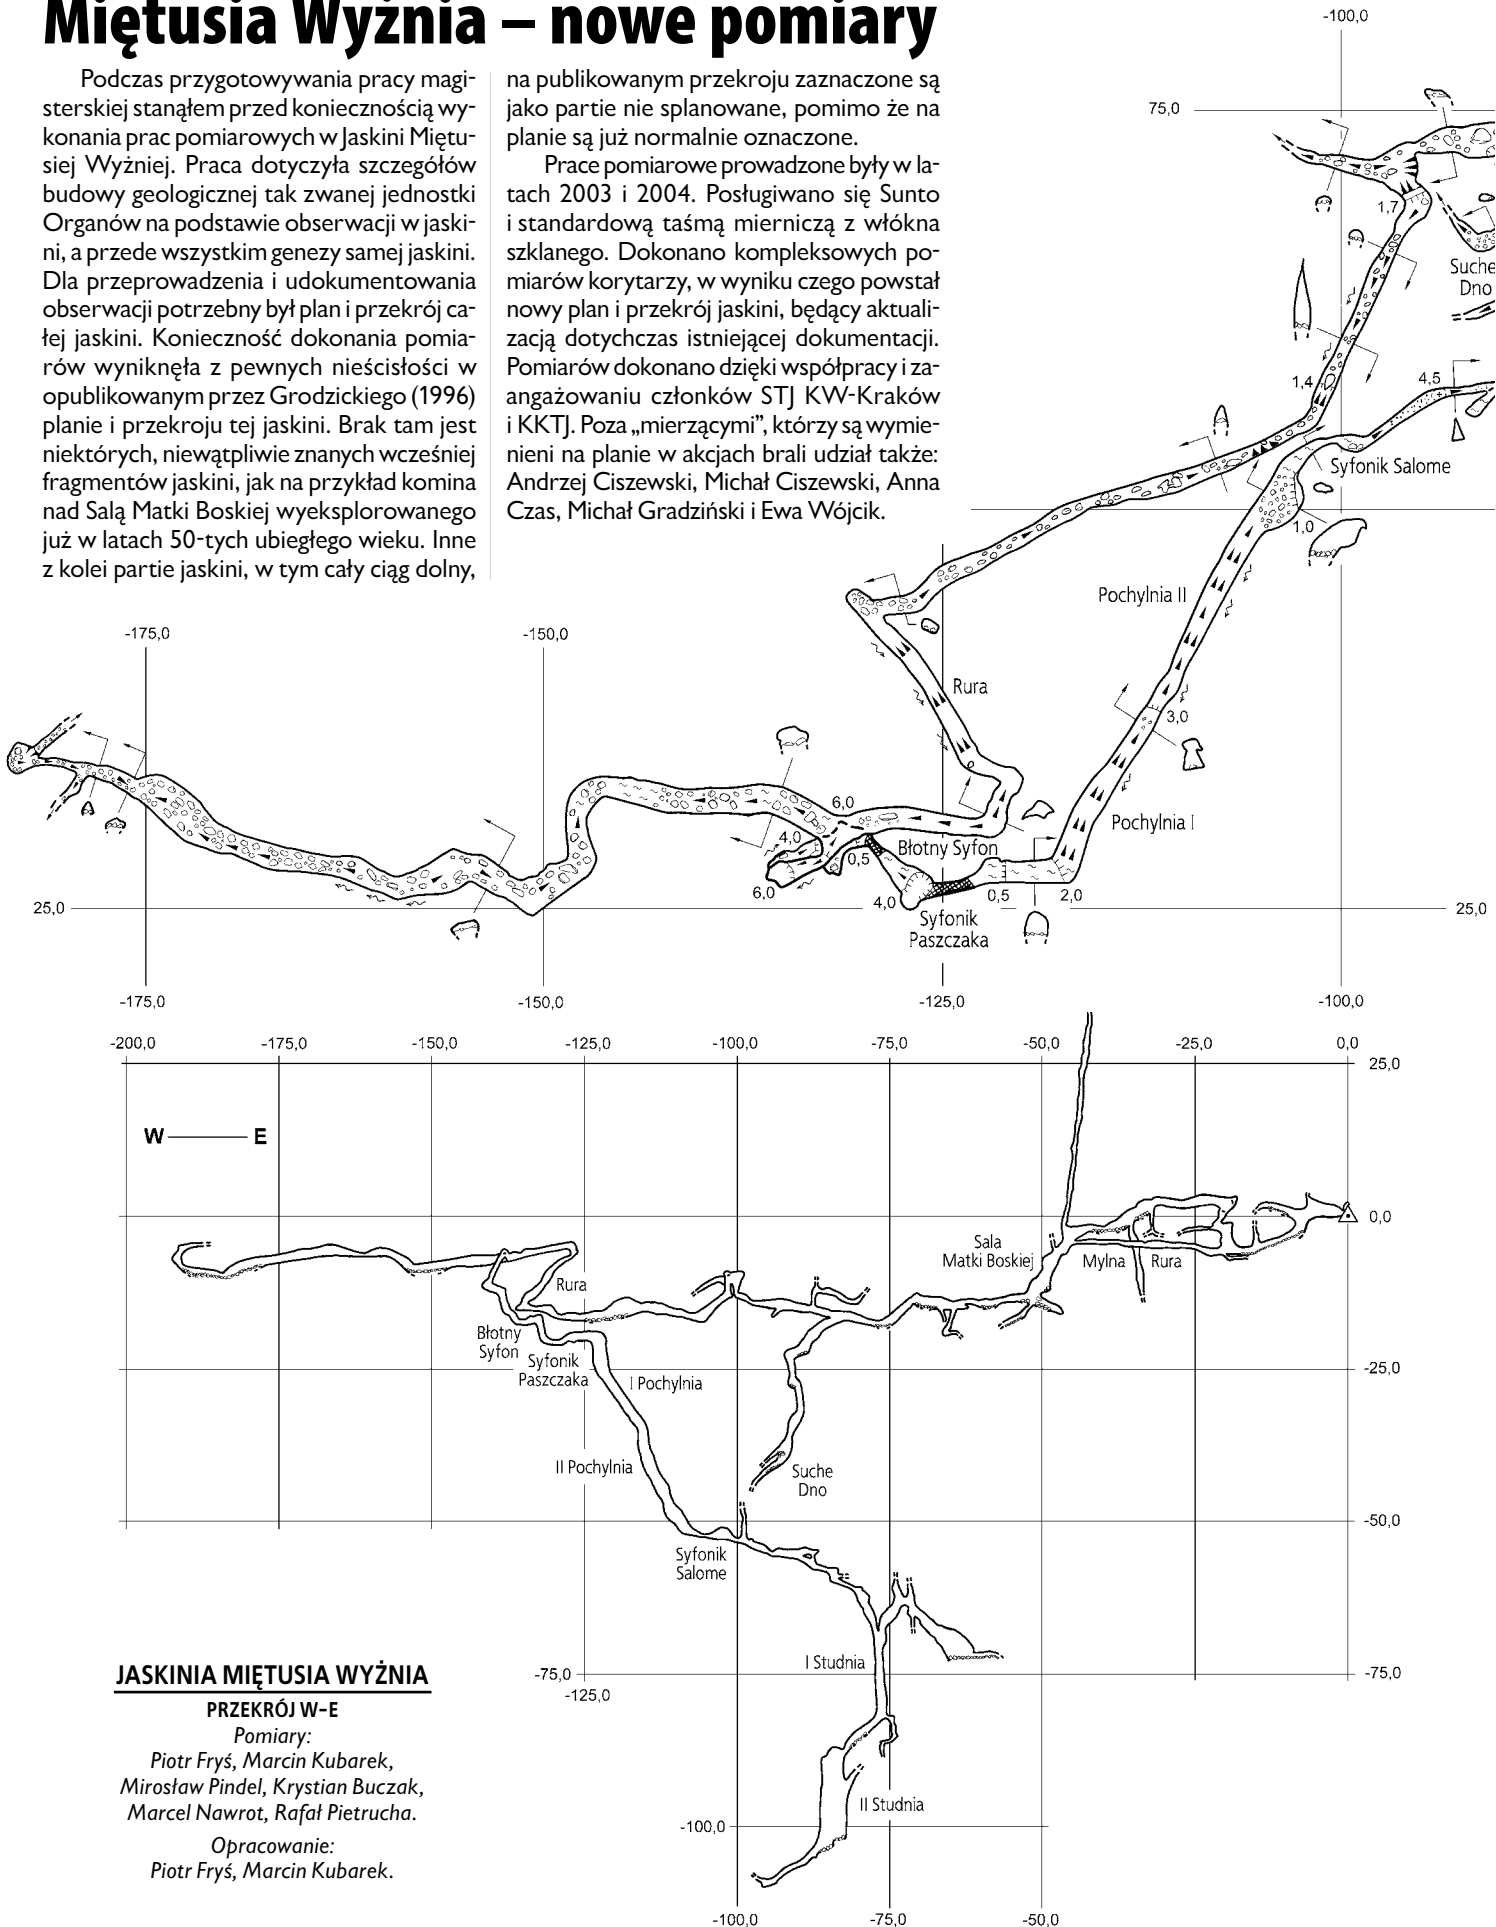 Miętusia Wyżnia – nowe pomiary
Podczas przygotowywania pracy magi-
sterskiej stanąłem przed koniecznością wy-
konania prac pomiarowych w Jaskini Miętu-
siej Wyżniej. Praca dotyczyła szczegółów
budowy geologicznej tak zwanej jednostki
Organów na podstawie obserwacji w jaski-
ni, a przede wszystkim genezy samej jaskini.
Dla przeprowadzenia i udokumentowania
obserwacji potrzebny był plan i przekrój ca-
łej jaskini. Konieczność dokonania pomia-
rów wyniknęła z pewnych nieścisłości w
opublikowanym przez Grodzickiego (1996)
planie i przekroju tej jaskini. Brak tam jest
niektórych, niewątpliwie znanych wcześniej
fragmentów jaskini, jak na przykład komina
nad Salą Matki Boskiej wyeksplorowanego
już w latach 50-tych ubiegłego wieku. Inne
z kolei partie jaskini, w tym cały ciąg dolny,
na publikowanym przekroju zaznaczone są
jako partie nie splanowane, pomimo że na
planie są już normalnie oznaczone.
Prace pomiarowe prowadzone były w la-
tach 2003 i 2004. Posługiwano się Sunto
i standardową taśmą mierniczą z włókna
szklanego. Dokonano kompleksowych po-
miarów korytarzy, w wyniku czego powstał
nowy plan i przekrój jaskini, będący aktuali-
zacją dotychczas istniejącej dokumentacji.
Pomiarów dokonano dzięki współpracy i za-
angażowaniu członków STJ KW-Kraków
i KKTJ. Poza „mierzącymi”, którzy są wymie-
nieni na planie w akcjach brali udział także:
Andrzej Ciszewski, Michał Ciszewski, Anna
Czas, Michał Gradziński i Ewa Wójcik.
-100,0
75,0
1,7
Suche
Dno
1,4
4,5
Syfonik Salome
1,0
Pochylnia II
-175,0
-150,0
Rura
3,0
6,0
Pochylnia I
4,0
0,5
Błotny Syfon
6,0
4,0
0,5
2,0
25,0
25,0
Syfonik
Paszczaka
-175,0
-150,0
-125,0
-100,0
-200,0
-175,0
-150,0
-125,0
-100,0
-75,0
-50,0
-25,0
0,0
25,0
W
E
0,0
Sala
Matki Boskiej
Mylna
Rura
Rura
Błotny
Syfon
Syfonik
Paszczaka
-25,0
I Pochylnia
II Pochylnia
Suche
Dno
-50,0
Syfonik
Salome
I Studnia
-75,0
-75,0
-125,0
II Studnia
-100,0
-100,0
-75,0
-50,0
JASKINIA MIĘTUSIA WYŻNIA
PRZEKRÓJ W-E
Pomiary:
Piotr Fryś, Marcin Kubarek,
Mirosław Pindel, Krystian Buczak,
Marcel Nawrot, Rafał Pietrucha.
Opracowanie:
Piotr Fryś, Marcin Kubarek.